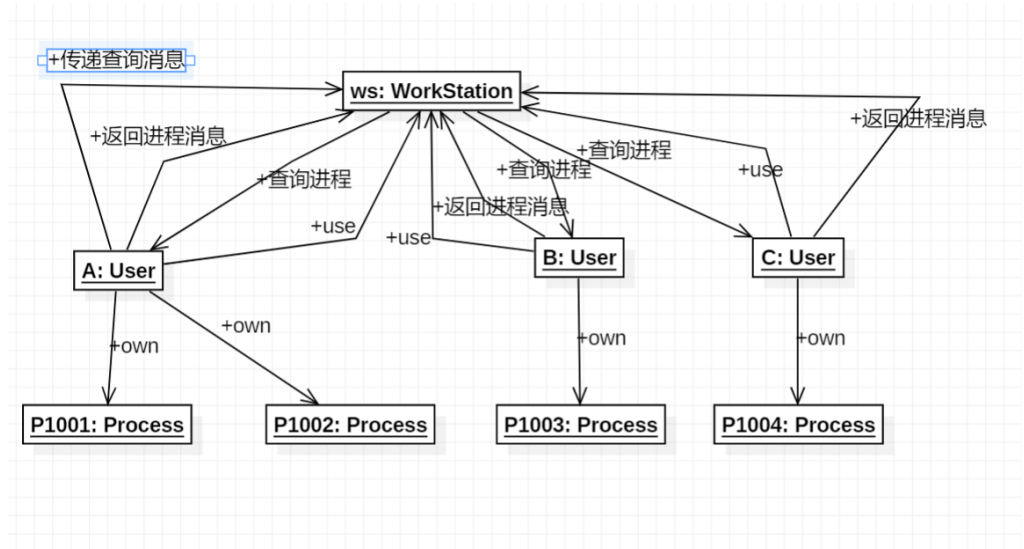 +传递查询消息
ws: WorkStation
+返回进程消息
+返回进程消息
+查询进程
+查询进程
+use
+查询进程
+返回进程消息
+use
+use
A: User
B: User
C: User
+own
+own
+own
+own
P1001: Process
P1002: Process
P1003: Process
P1004: Process